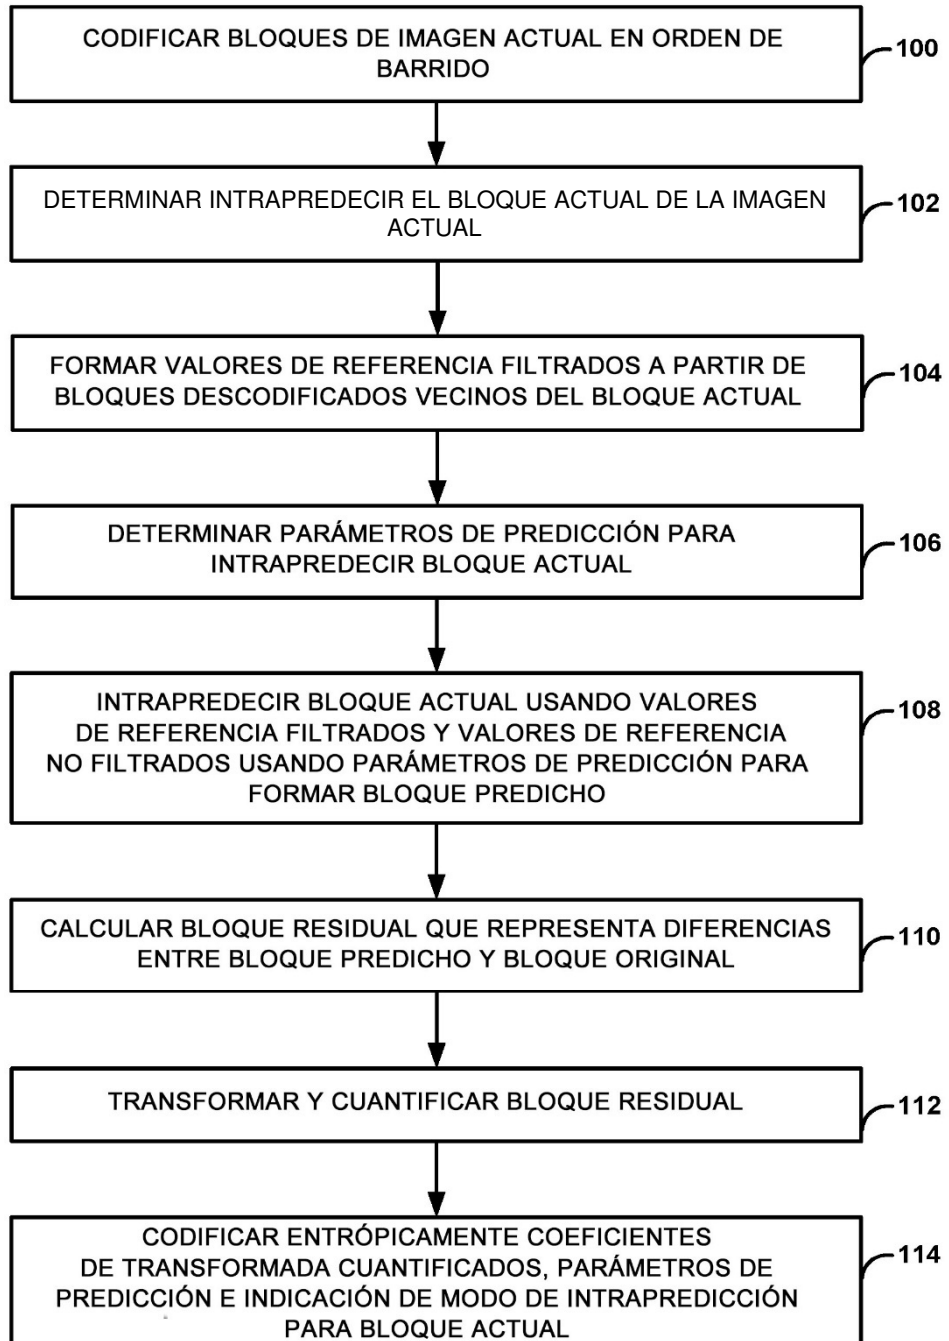 CODIFICAR BLOQUES DE IMAGEN ACTUAL EN ORDEN DE
BARRIDO
100
DETERMINAR INTRAPREDECIR EL BLOQUE ACTUAL DE LA IMAGEN
ACTUAL
102
FORMAR VALORES DE REFERENCIA FILTRADOS A PARTIR DE
BLOQUES DESCODIFICADOS VECINOS DEL BLOQUE ACTUAL
104
DETERMINAR PARÁMETROS DE PREDICCIÓN PARA
INTRAPREDECIR BLOQUE ACTUAL
106
INTRAPREDECIR BLOQUE ACTUAL USANDO VALORES
DE REFERENCIA FILTRADOS Y VALORES DE REFERENCIA
NO FILTRADOS USANDO PARÁMETROS DE PREDICCIÓN PARA
FORMAR BLOQUE PREDICHO
108
CALCULAR BLOQUE RESIDUAL QUE REPRESENTA DIFERENCIAS
ENTRE BLOQUE PREDICHO Y BLOQUE ORIGINAL
110
TRANSFORMAR Y CUANTIFICAR BLOQUE RESIDUAL
112
CODIFICAR ENTRÓPICAMENTE COEFICIENTES
DE TRANSFORMADA CUANTIFICADOS, PARÁMETROS DE
PREDICCIÓN E INDICACIÓN DE MODO DE INTRAPREDICCIÓN
PARA BLOQUE ACTUAL
114